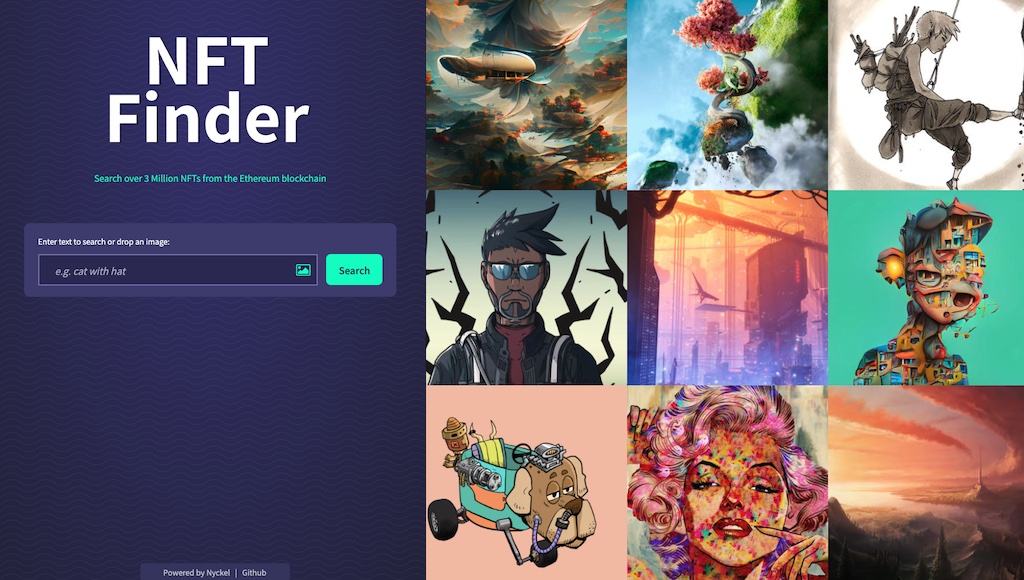 NFT
Finder
Search over 3 Million NFTs from the Ethereum blockchain
Enter text to search or drop an image:
e.g. cat with hat
Search
Powered by Nyckel | Github